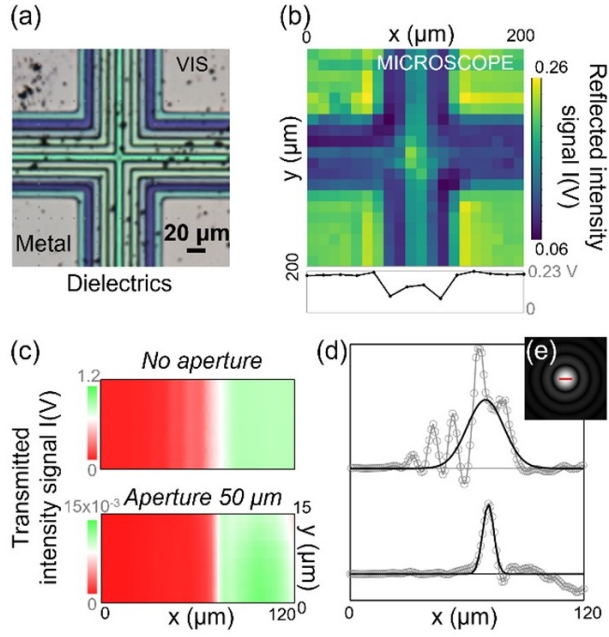 (a)
VIS
Metal
20 µm
Dielectrics
(b)
0
x (µm)
200
MICROSCOPE
y (µm)
200
0.26
0.06
Reflected intensity
signal I(V)
0.23 V
0
(c)
No aperture
1.2
0
Transmitted
intensity signal I(V)
Aperture 50 µm
15x10⁻³
0
15
y (µm)
0
0
x (µm)
120
(d)
(e)
0
x (µm)
120